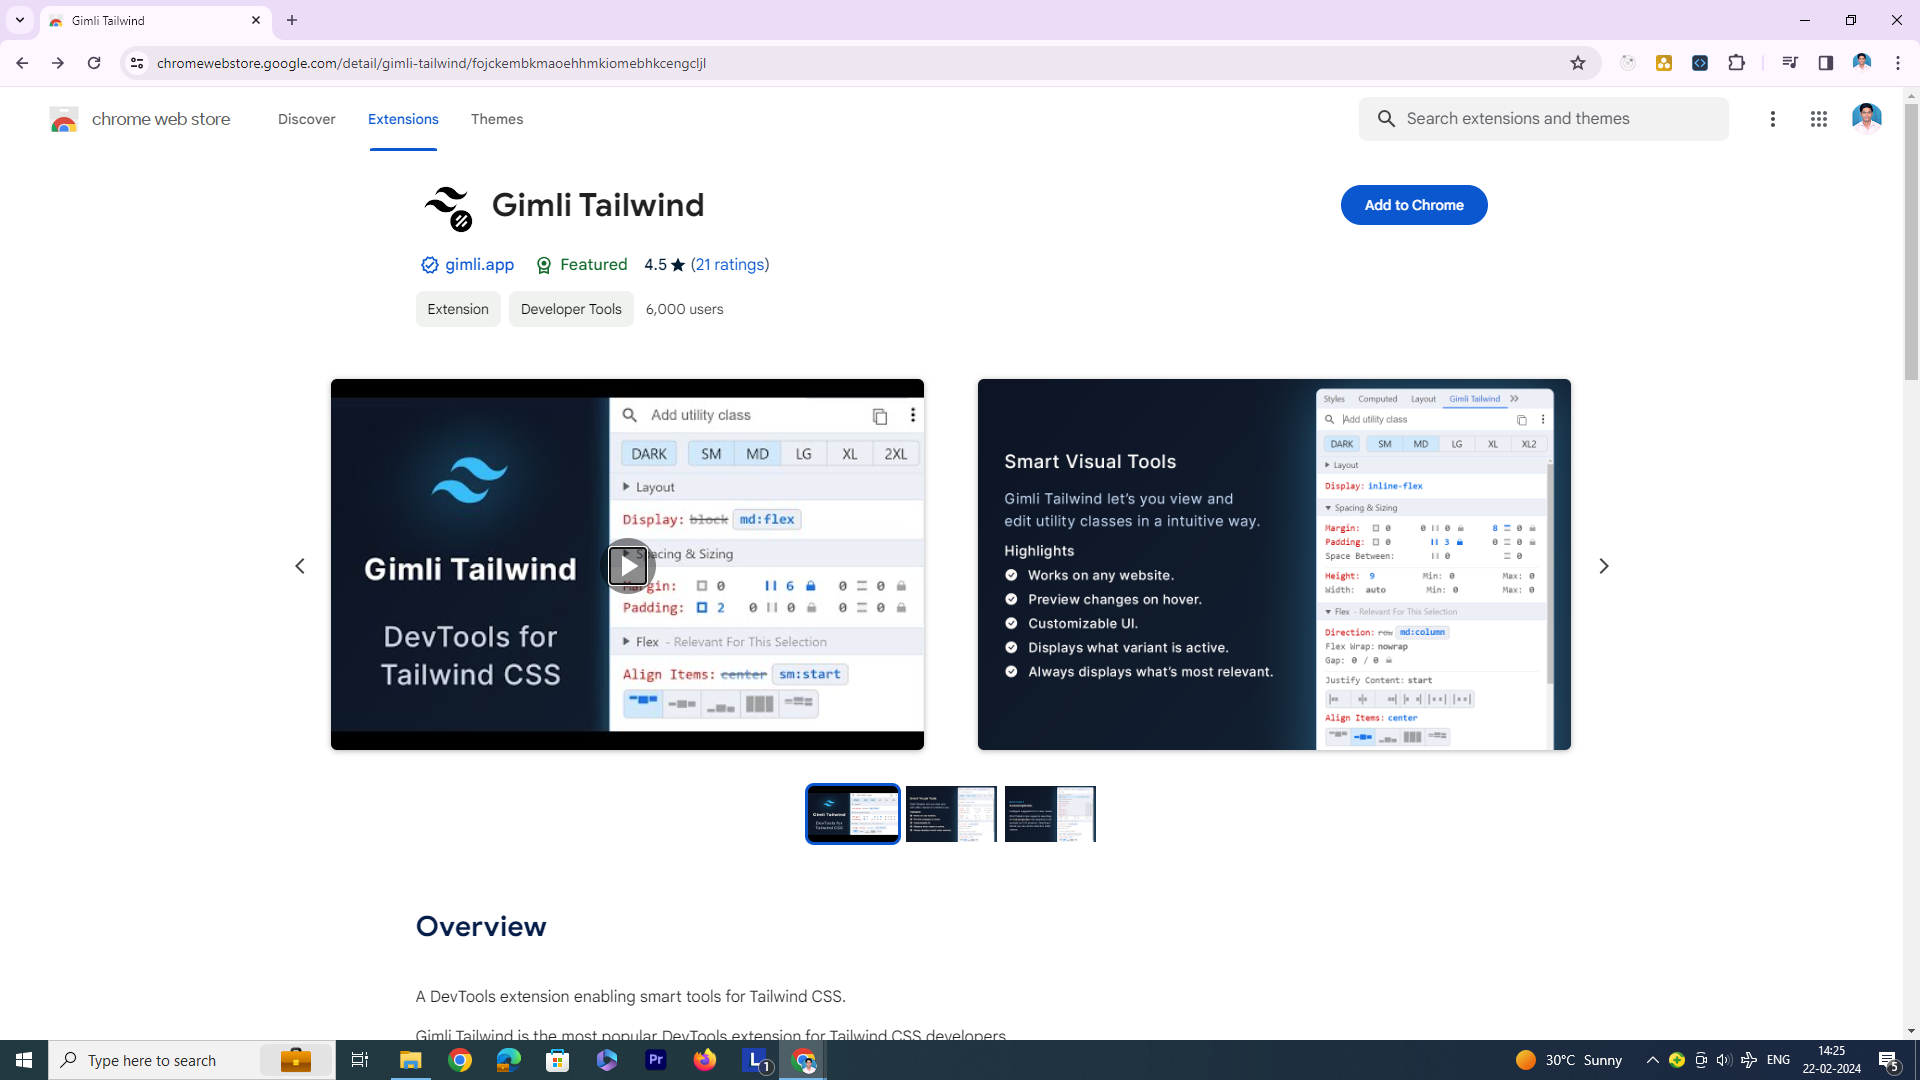 Gimli Tailwind
chromewebstore.google.com/detail/gimli-tailwind/fojckembkmaoehhmkiomebhkcengcljl
chrome web store
Discover
Extensions
Themes
Search extensions and themes
Gimli Tailwind
Add to Chrome
gimli.app
Featured
4.5 ★ (21 ratings)
Extension
Developer Tools
6,000 users
Gimli Tailwind
DevTools for
Tailwind CSS
Add utility class
DARK SM MD LG XL 2XL
Layout
Display: block md:flex
Spacing & Sizing
Margin: 0 6 0 0
Padding: 2 0 0 0 0
Flex - Relevant For This Selection
Align Items: center sm:start
Smart Visual Tools
Gimli Tailwind let's you view and
edit utility classes in a intuitive way.
Highlights
Works on any website.
Preview changes on hover.
Customizable UI.
Displays what variant is active.
Always displays what's most relevant.
Styles Computed Layout Gimli Tailwind
Add utility class
DARK SM MD LG XL XL2
Layout
Display: inline-flex
Spacing & Sizing
Margin: 0 0 0 8 0
Padding: 0 3 0 0
Space Between: 0 0
Height: 9 Min: 0 Max: 0
Width: auto Min: 0 Max: 0
Flex - Relevant For This Selection
Direction: row md:column
Flex Wrap: nowrap
Gap: 0 / 0
Justify Content: start
Align Items: center
Overview
A DevTools extension enabling smart tools for Tailwind CSS.
Gimli Tailwind is the most popular DevTools extension for Tailwind CSS developers
Type here to search
Pr
L
1
30°C Sunny
ENG
14:25
22-02-2024
5